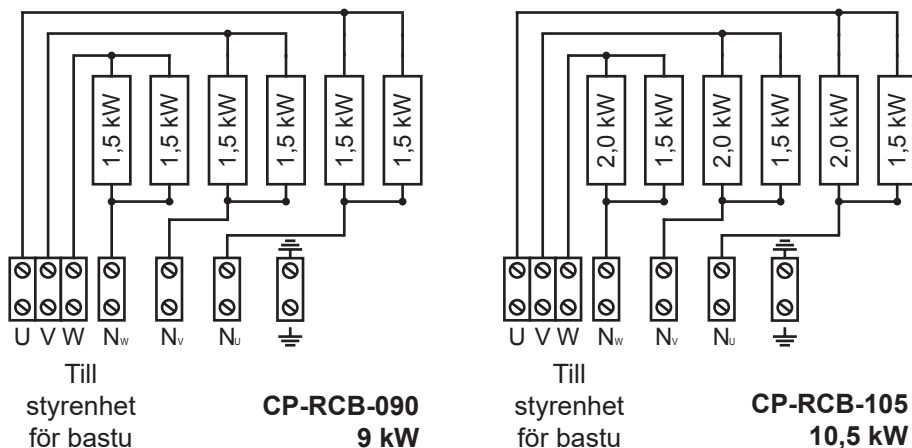 1,5 kW 1,5 kW 1,5 kW 1,5 kW 1,5 kW 1,5 kW
U V W NW NV NU
Till
styrenhet
för bastu
CP-RCB-090
9 kW
2,0 kW 1,5 kW 2,0 kW 1,5 kW 2,0 kW 1,5 kW
U V W NW NV NU
Till
styrenhet
för bastu
CP-RCB-105
10,5 kW